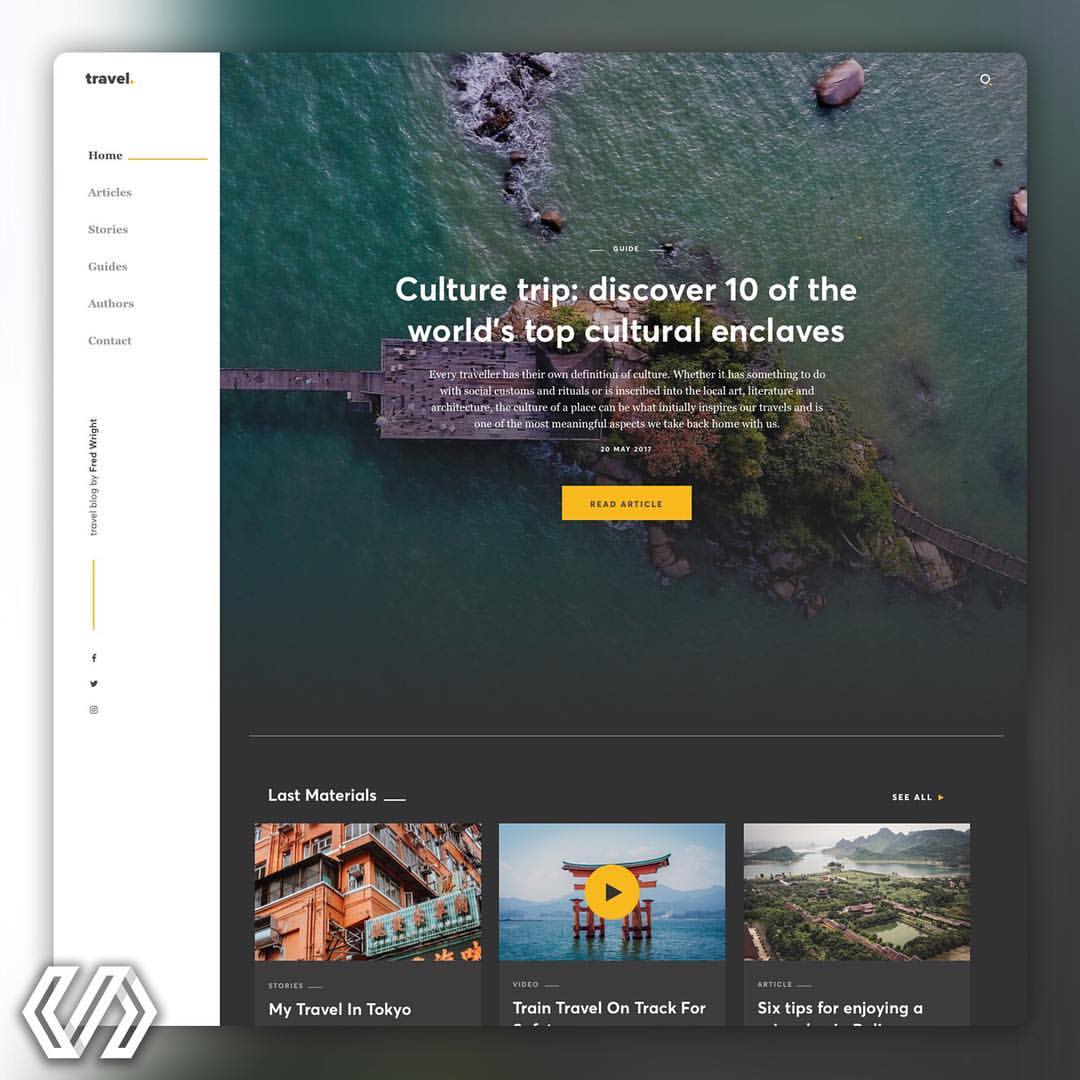 travel.
Home
Articles
Stories
Guides
Authors
Contact
travel blog by Fred Wright
GUIDE
Culture trip: discover 10 of the
world's top cultural enclaves
Every traveller has their own definition of culture. Whether it has something to do
with social customs and rituals or is inscribed into the local art, literature and
architecture, the culture of a place can be what initially inspires our travels and is
one of the most meaningful aspects we take back home with us.
20 MAY 2017
READ ARTICLE
Last Materials
SEE ALL
STORIES
My Travel In Tokyo
VIDEO
Train Travel On Track For
ARTICLE
Six tips for enjoying a